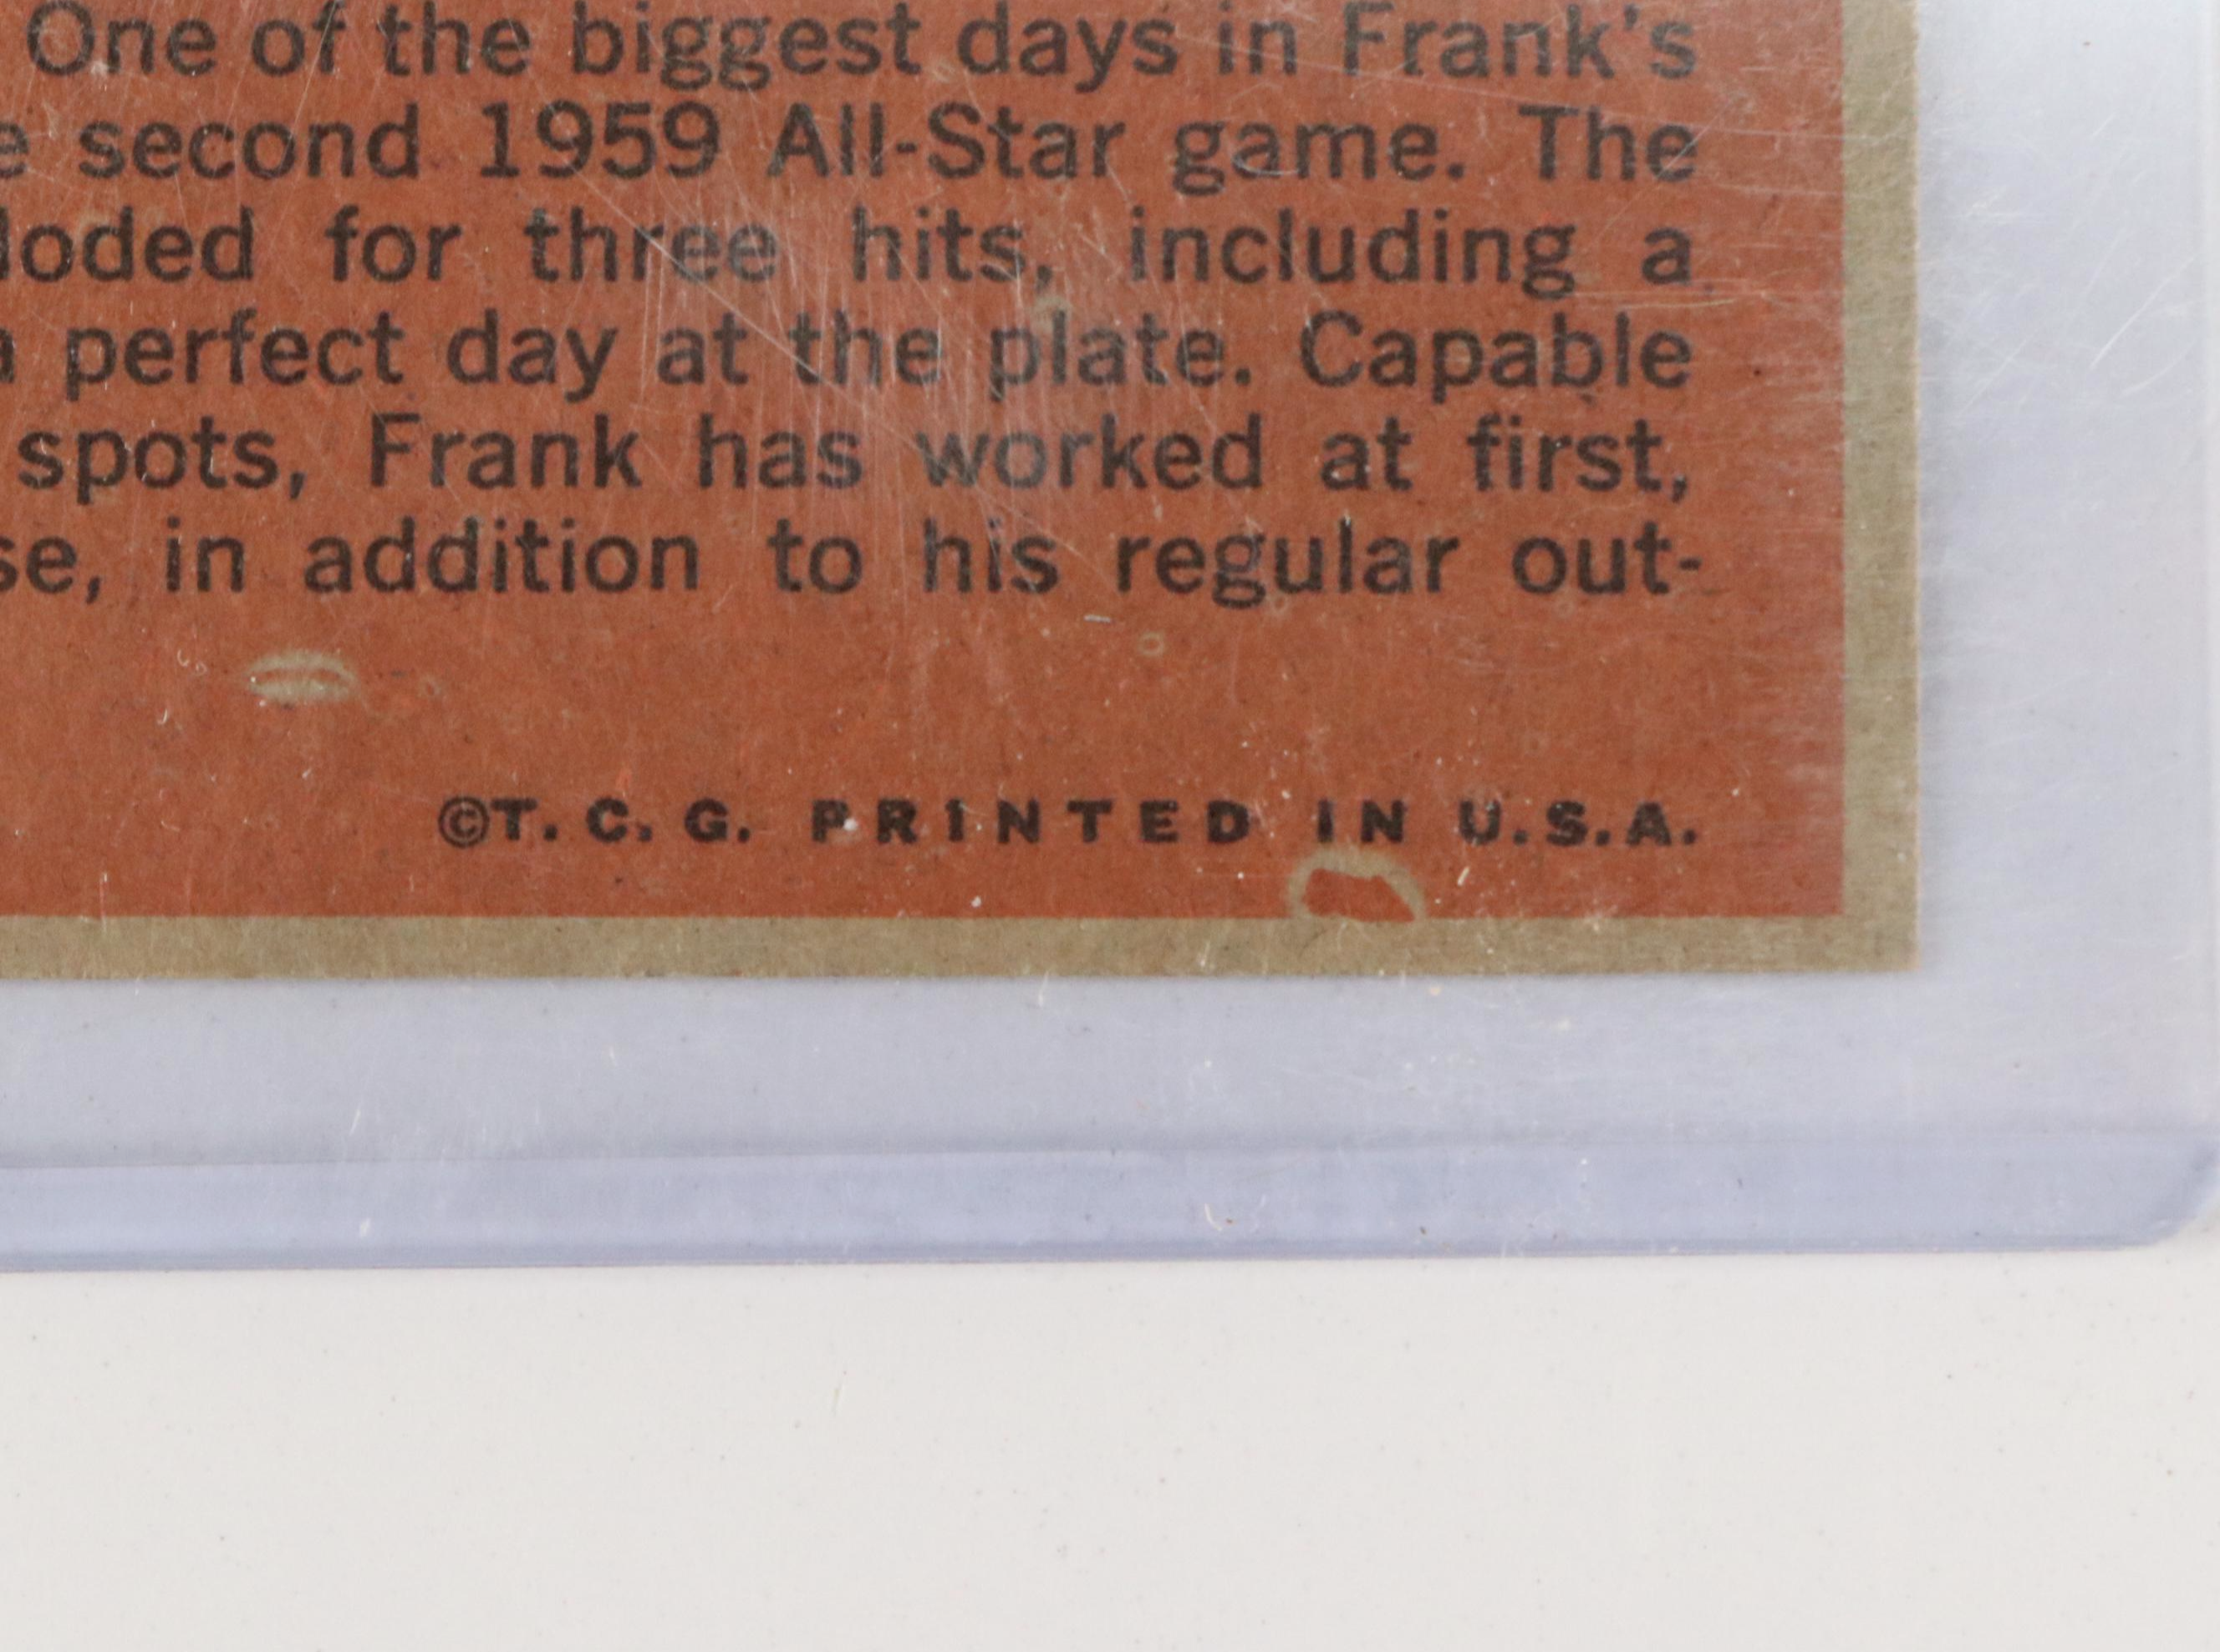 One of the biggest days in Frank's
second 1959 All-Star game. The
loded for three hits, including a
perfect day at the plate. Capable
spots, Frank has worked at first,
se, in addition to his regular out-
©T. C. G. PRINTED IN U.S.A.